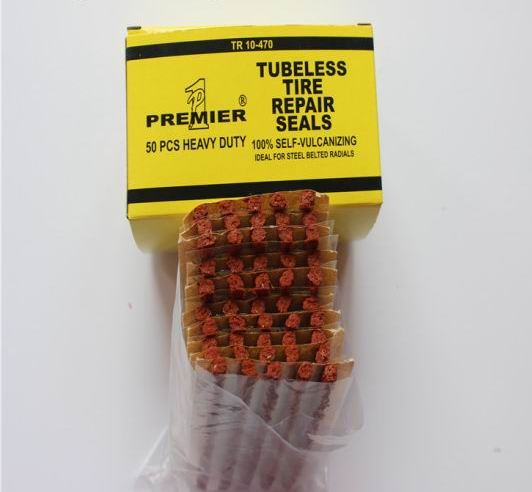 TR 10-470
1
PREMIER®
50 PCS HEAVY DUTY
TUBELESS
TIRE
REPAIR
SEALS
100% SELF-VULCANIZING
IDEAL FOR STEEL BELTED RADIALS